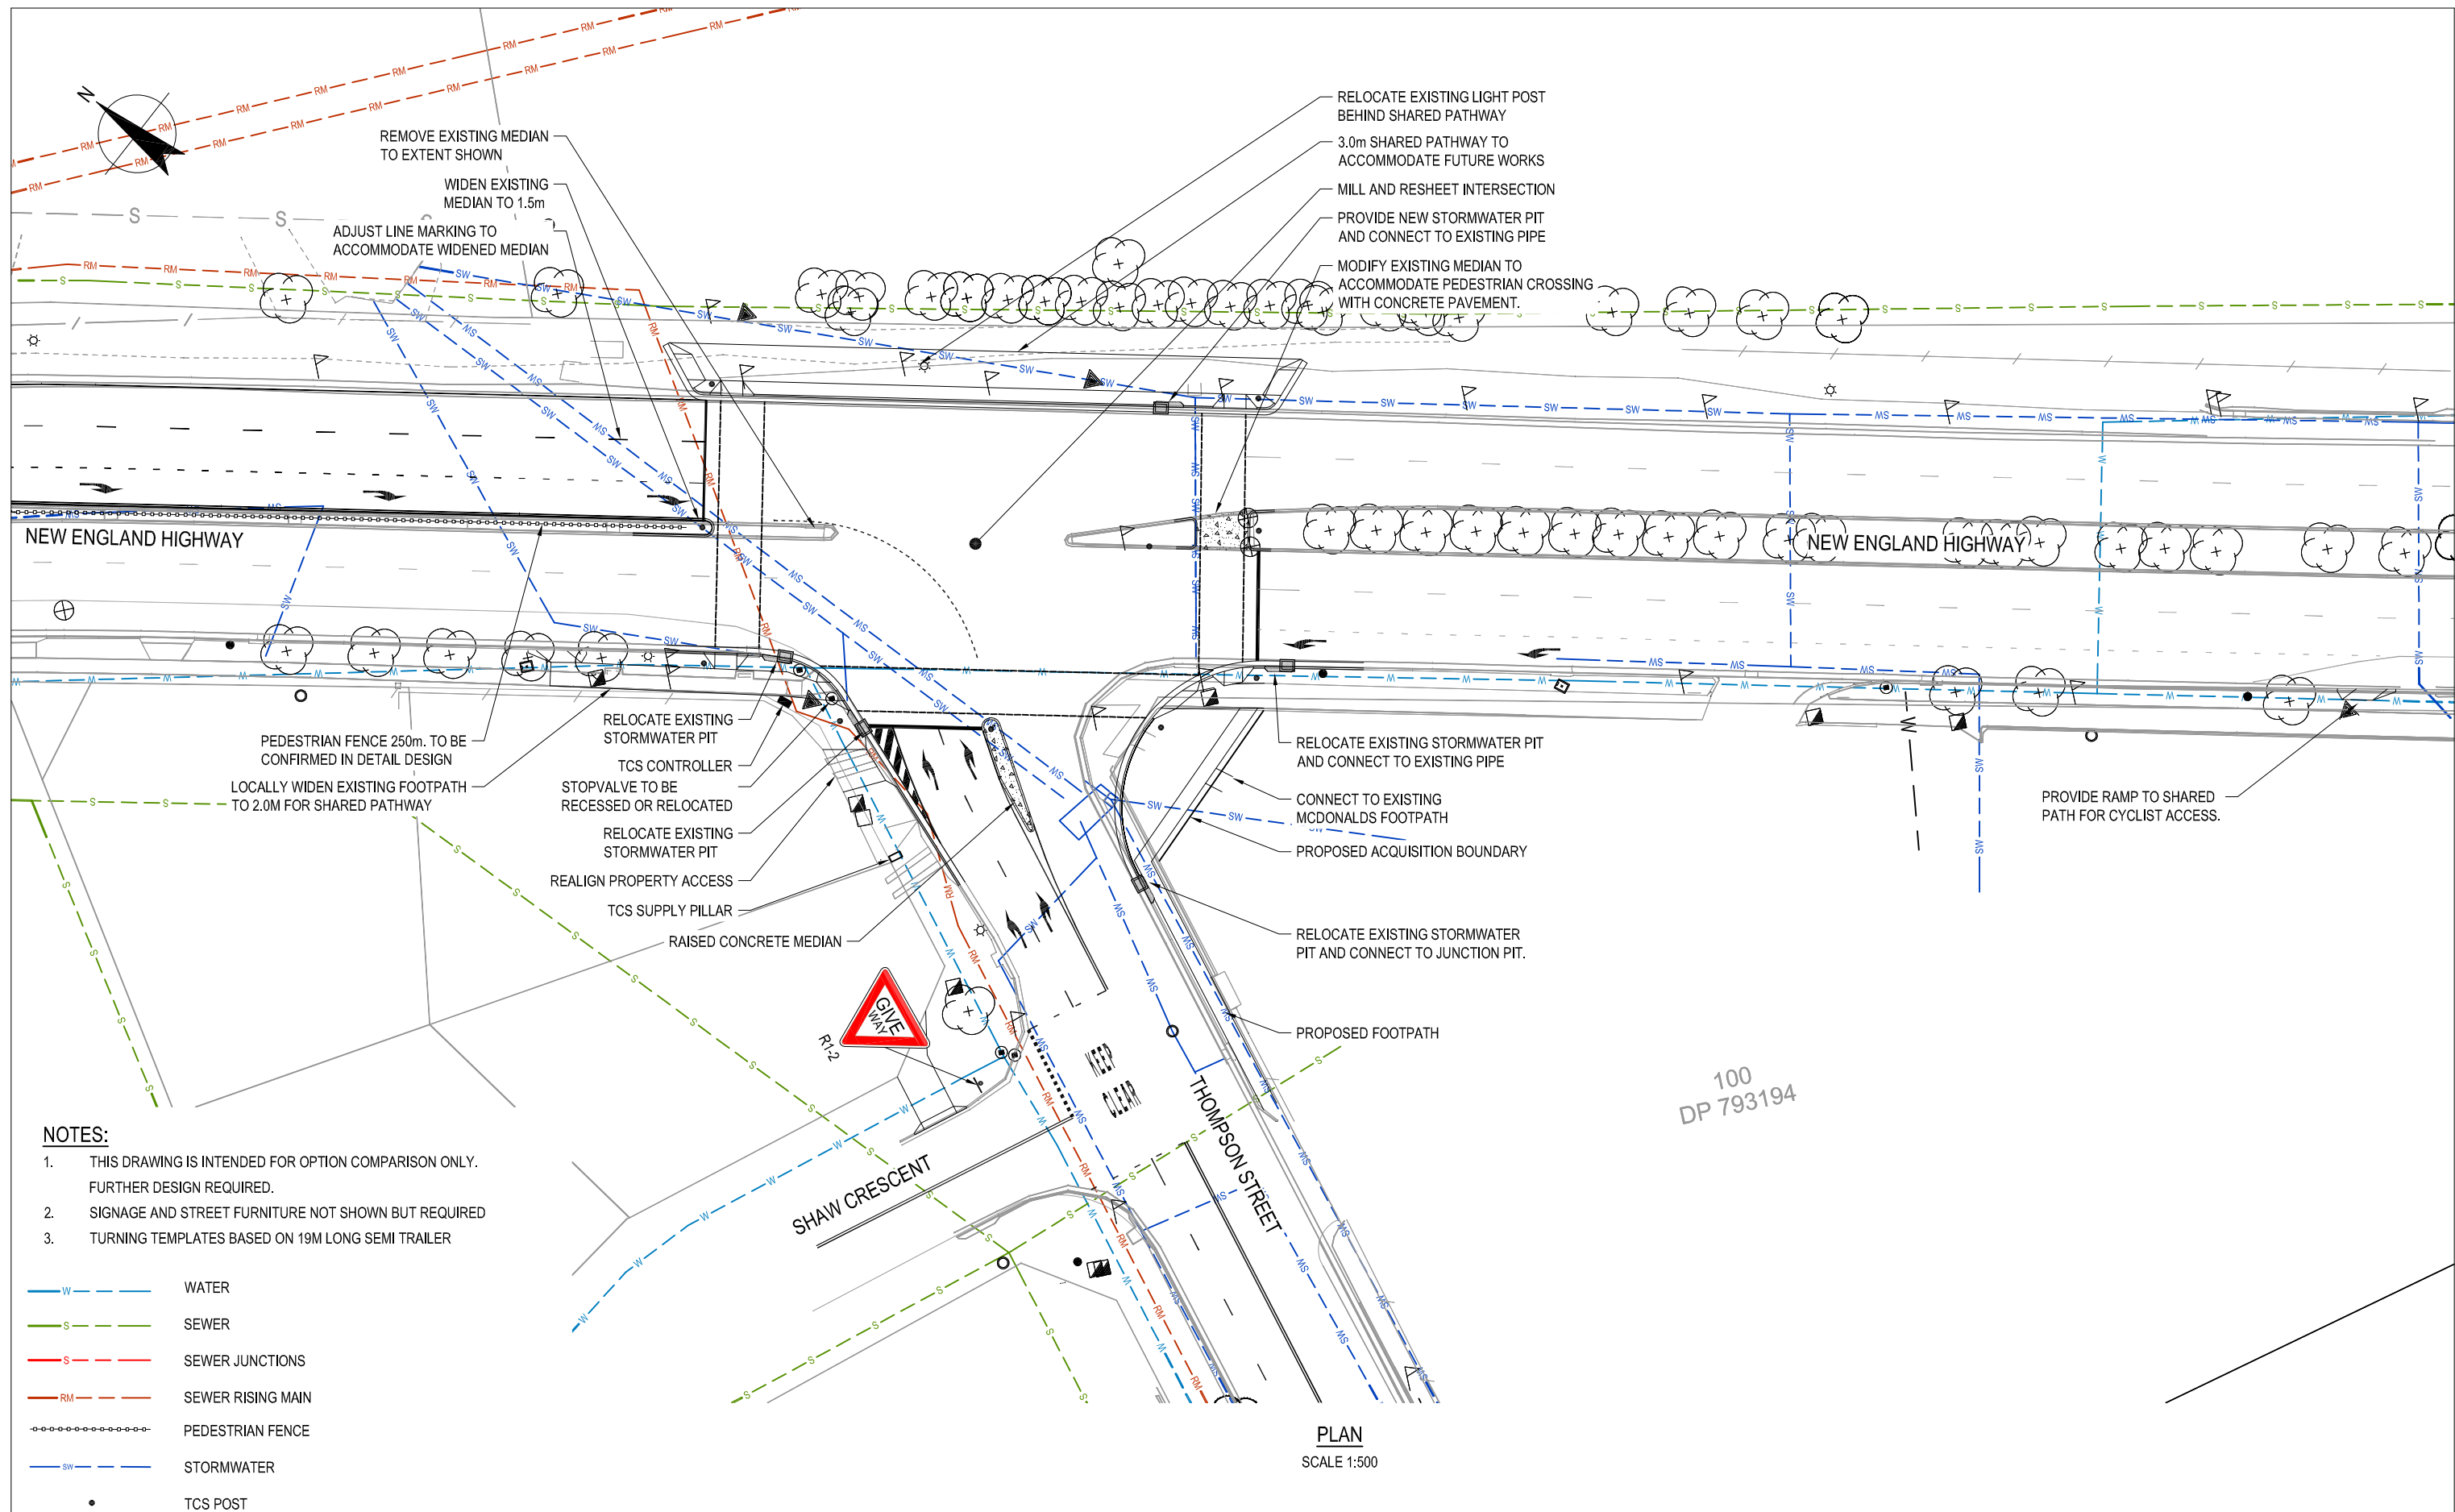 N
REMOVE EXISTING MEDIAN
TO EXTENT SHOWN
WIDEN EXISTING
MEDIAN TO 1.5m
ADJUST LINE MARKING TO
ACCOMMODATE WIDENED MEDIAN
RELOCATE EXISTING LIGHT POST
BEHIND SHARED PATHWAY
3.0m SHARED PATHWAY TO
ACCOMMODATE FUTURE WORKS
MILL AND RESHEET INTERSECTION
PROVIDE NEW STORMWATER PIT
AND CONNECT TO EXISTING PIPE
MODIFY EXISTING MEDIAN TO
ACCOMMODATE PEDESTRIAN CROSSING
WITH CONCRETE PAVEMENT.
NEW ENGLAND HIGHWAY
NEW ENGLAND HIGHWAY
PEDESTRIAN FENCE 250m. TO BE
CONFIRMED IN DETAIL DESIGN
LOCALLY WIDEN EXISTING FOOTPATH
TO 2.0M FOR SHARED PATHWAY
RELOCATE EXISTING
STORMWATER PIT
TCS CONTROLLER
STOPVALVE TO BE
RECESSED OR RELOCATED
RELOCATE EXISTING
STORMWATER PIT
REALIGN PROPERTY ACCESS
TCS SUPPLY PILLAR
RAISED CONCRETE MEDIAN
RELOCATE EXISTING STORMWATER PIT
AND CONNECT TO EXISTING PIPE
CONNECT TO EXISTING
MCDONALDS FOOTPATH
PROPOSED ACQUISITION BOUNDARY
RELOCATE EXISTING STORMWATER
PIT AND CONNECT TO JUNCTION PIT.
PROPOSED FOOTPATH
PROVIDE RAMP TO SHARED
PATH FOR CYCLIST ACCESS.
GIVE
WAY
R1-2
SHAW CRESCENT
THOMPSON STREET
100
DP 793194
NOTES:
1. THIS DRAWING IS INTENDED FOR OPTION COMPARISON ONLY.
FURTHER DESIGN REQUIRED.
2. SIGNAGE AND STREET FURNITURE NOT SHOWN BUT REQUIRED
3. TURNING TEMPLATES BASED ON 19M LONG SEMI TRAILER
W WATER
S SEWER
S SEWER JUNCTIONS
RM SEWER RISING MAIN
PEDESTRIAN FENCE
SW STORMWATER
TCS POST
PLAN
SCALE 1:500